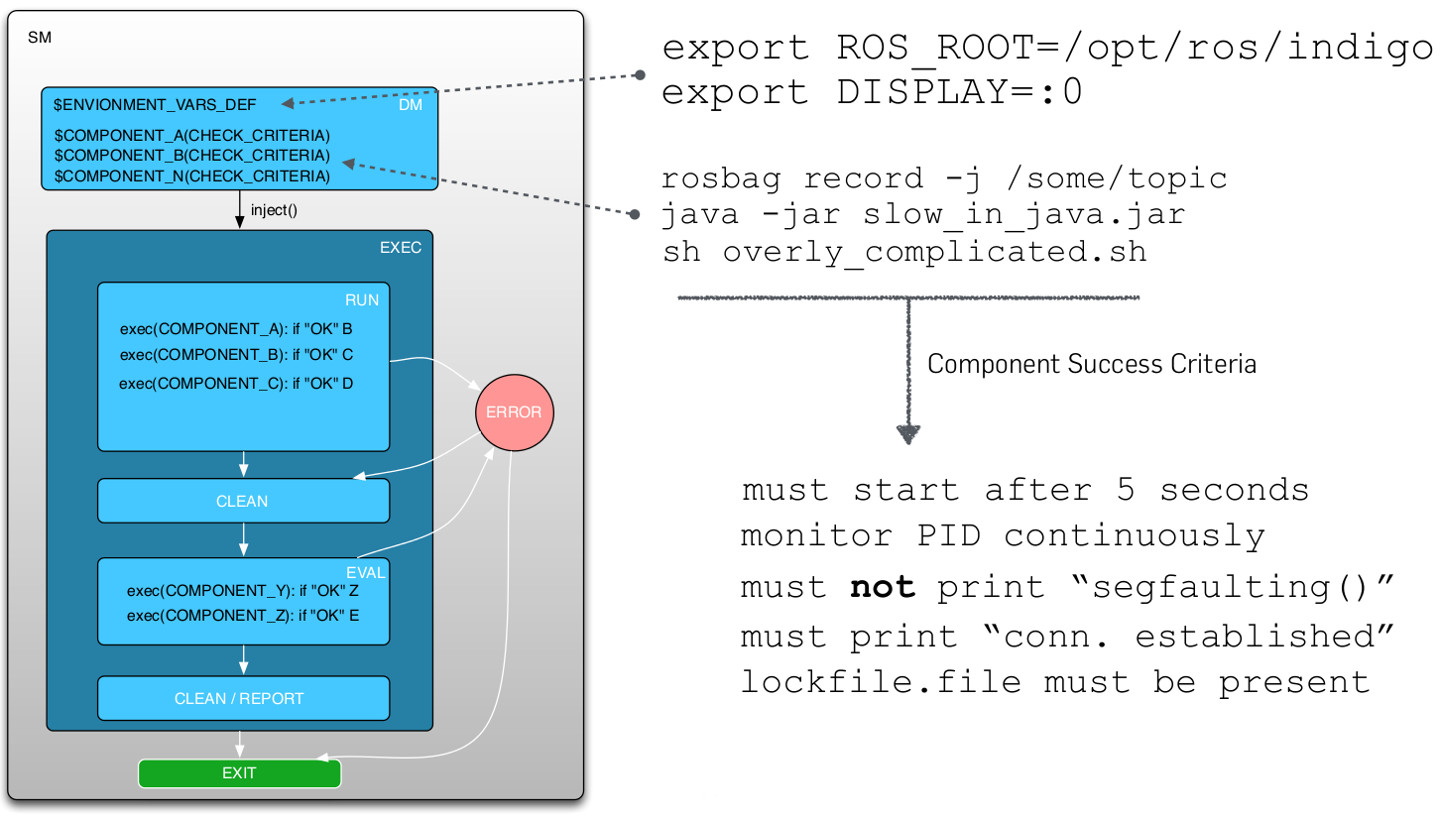 SM
$ENVIONMENT_VARS_DEF
DM
$COMPONENT_A(CHECK_CRITERIA)
$COMPONENT_B(CHECK_CRITERIA)
$COMPONENT_N(CHECK_CRITERIA)
inject()
EXEC
RUN
exec(COMPONENT_A): if "OK" B
exec(COMPONENT_B): if "OK" C
exec(COMPONENT_C): if "OK" D
ERROR
CLEAN
EVAL
exec(COMPONENT_Y): if "OK" Z
exec(COMPONENT_Z): if "OK" E
CLEAN / REPORT
EXIT
export ROS_ROOT=/opt/ros/indigo
export DISPLAY=:0
rosbag record -j /some/topic
java -jar slow_in_java.jar
sh overly_complicated.sh
Component Success Criteria
must start after 5 seconds
monitor PID continuously
must not print “segfaulting()”
must print “conn. established”
lockfile.file must be present